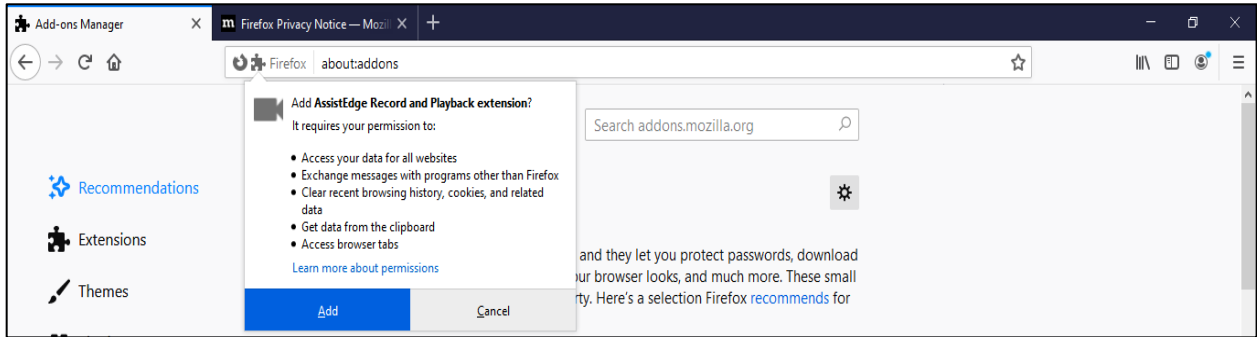 Add-ons Manager
Firefox Privacy Notice — Mozil
Firefox about:addons
Add AssistEdge Record and Playback extension?
It requires your permission to:
• Access your data for all websites
• Exchange messages with programs other than Firefox
• Clear recent browsing history, cookies, and related
data
• Get data from the clipboard
• Access browser tabs
Learn more about permissions
Add
Cancel
Search addons.mozilla.org
Recommendations
Extensions
Themes
and they let you protect passwords, download
ur browser looks, and much more. These small
rty. Here's a selection Firefox recommends for